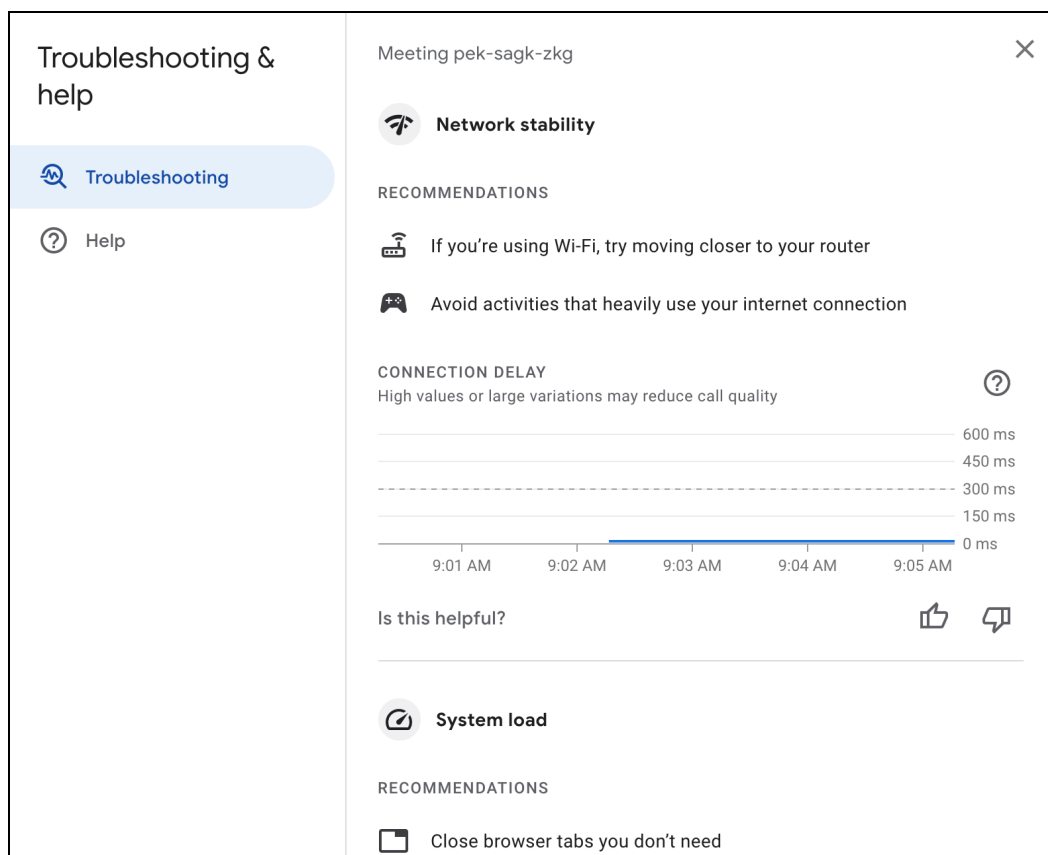 Troubleshooting &
help
Troubleshooting
Help
Meeting pek-sagk-zkg
Network stability
RECOMMENDATIONS
If you’re using Wi-Fi, try moving closer to your router
Avoid activities that heavily use your internet connection
CONNECTION DELAY
High values or large variations may reduce call quality
600 ms
450 ms
300 ms
150 ms
0 ms
9:01 AM 9:02 AM 9:03 AM 9:04 AM 9:05 AM
Is this helpful?
System load
RECOMMENDATIONS
Close browser tabs you don’t need